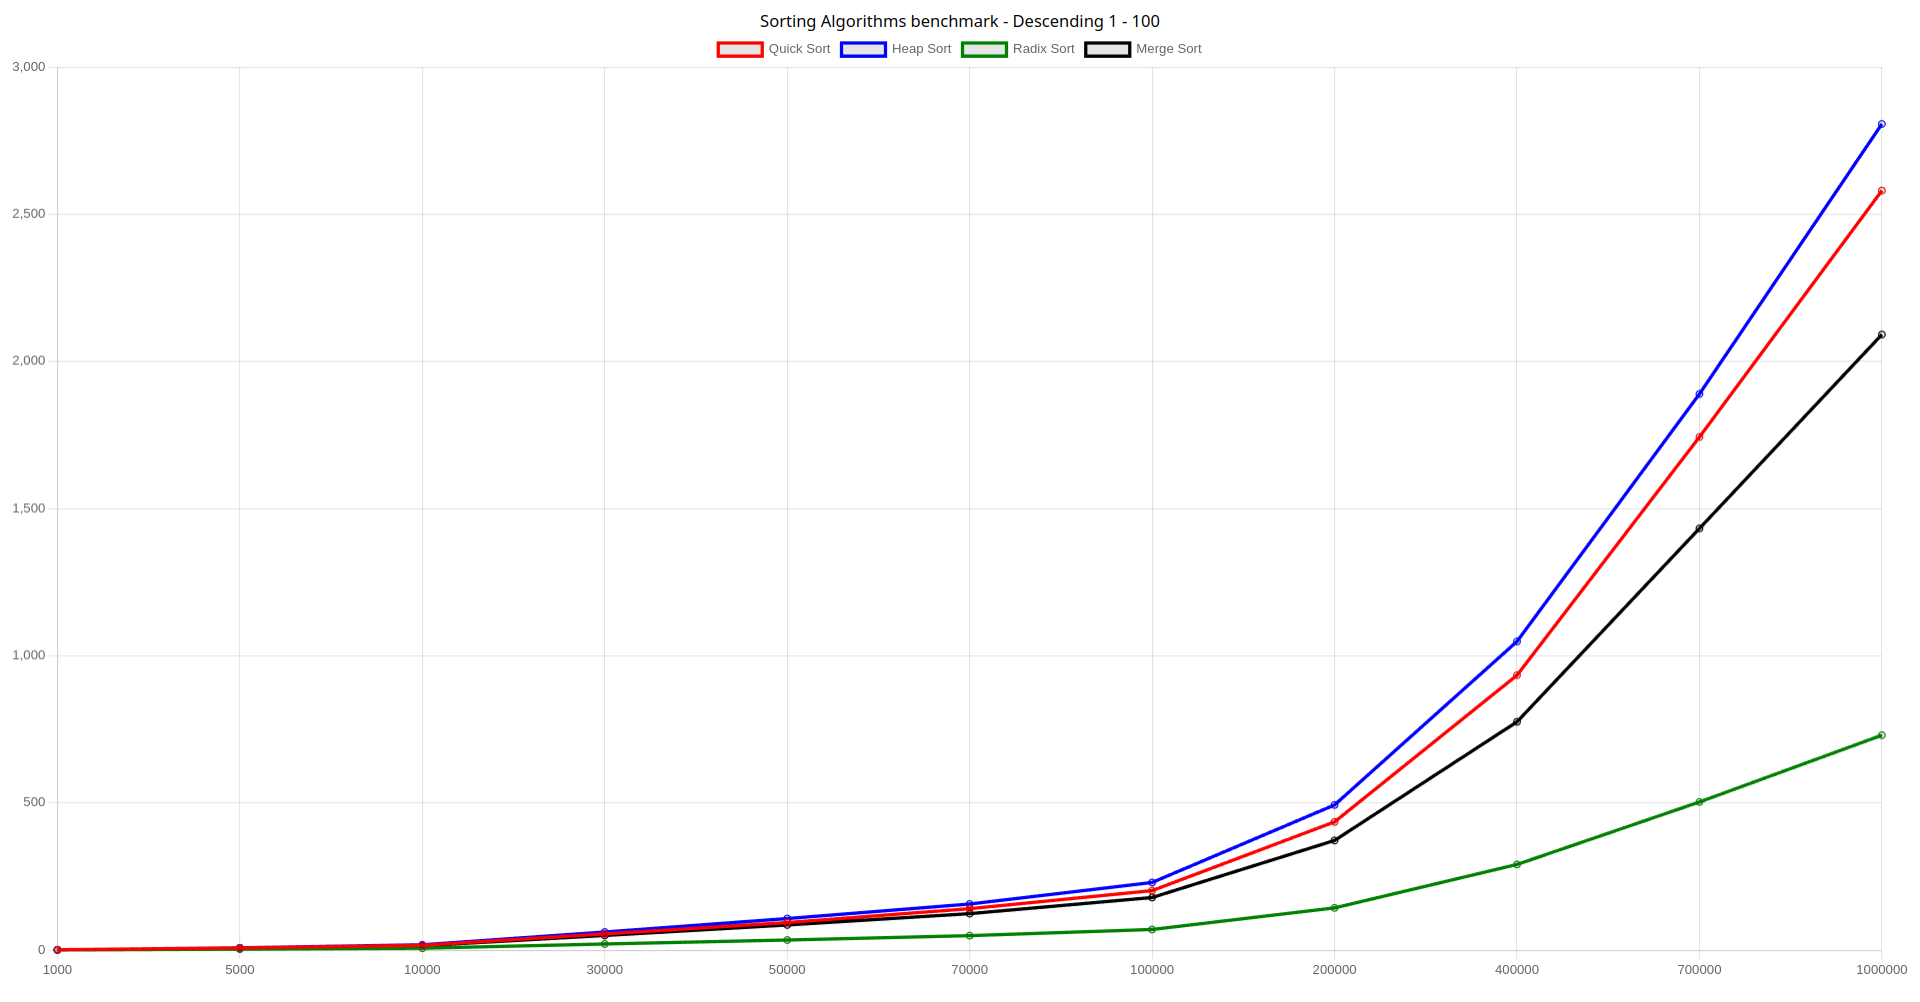 Sorting Algorithms benchmark - Descending 1 - 100
Quick Sort Heap Sort Radix Sort Merge Sort
3,000
2,500
2,000
1,500
1,000
500
0
1000 5000 10000 30000 50000 70000 100000 200000 400000 700000 1000000